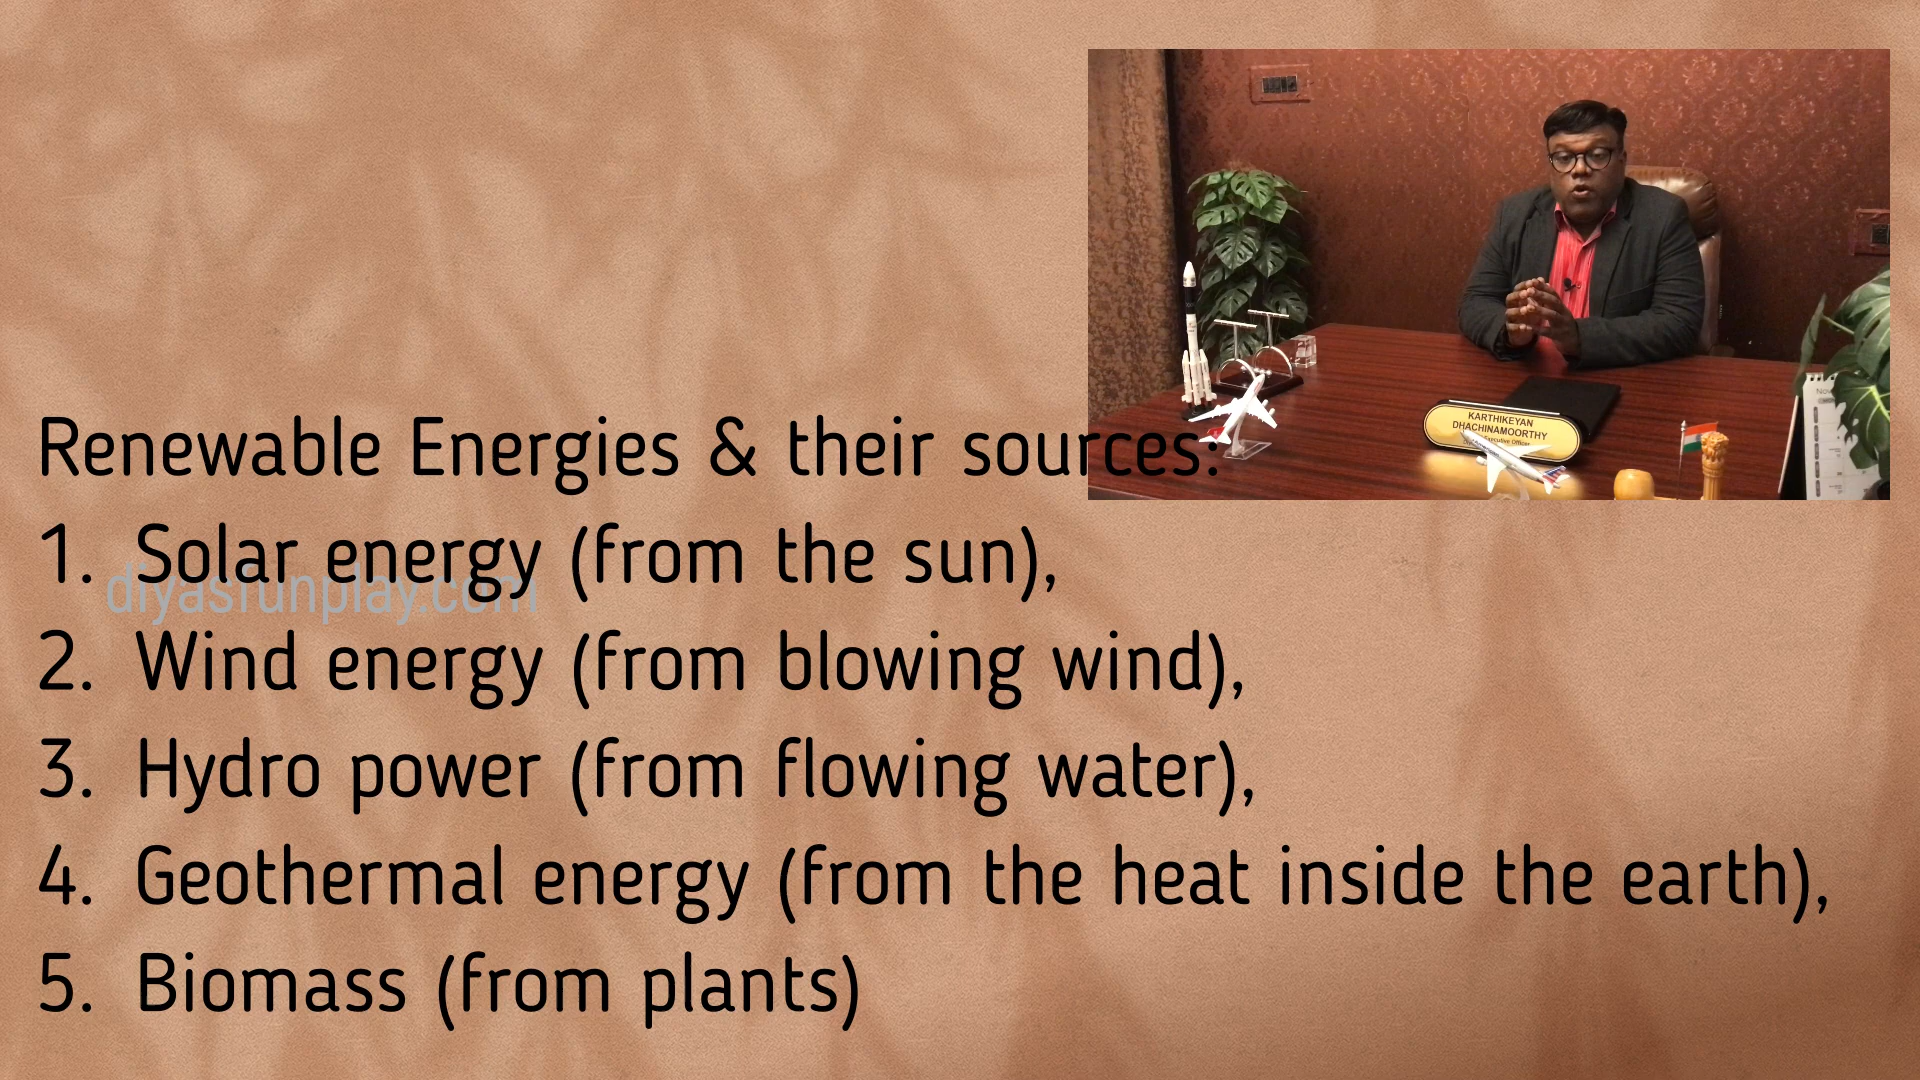 KARTHIKEYAN
DHACHINAMOORTHY
Executive Officer
Renewable Energies & their sources:
1. Solar energy (from the sun),
diyasfunplay.com
2. Wind energy (from blowing wind),
3. Hydro power (from flowing water),
4. Geothermal energy (from the heat inside the earth),
5. Biomass (from plants)